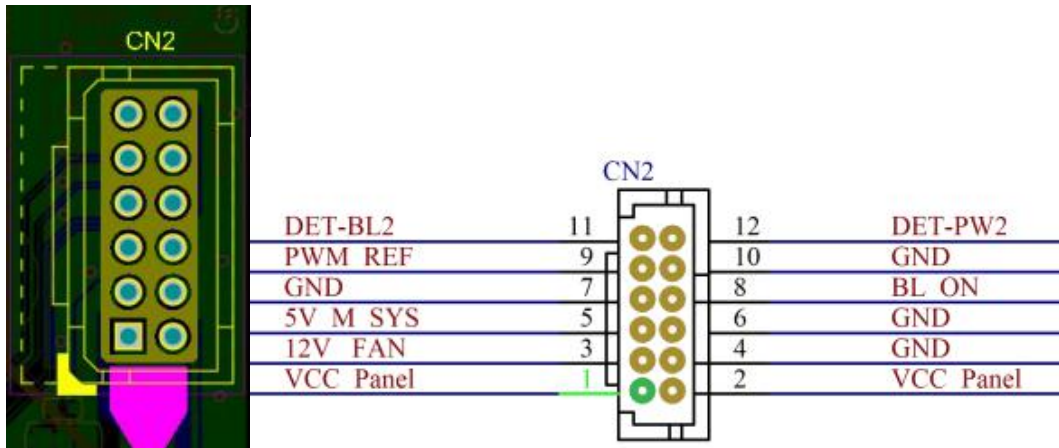 CN2
CN2
DET-BL2 11 12 DET-PW2
PWM REF 9 10 GND
GND 7 8 BL ON
5V M SYS 5 6 GND
12V FAN 3 4 GND
VCC Panel 1 2 VCC Panel